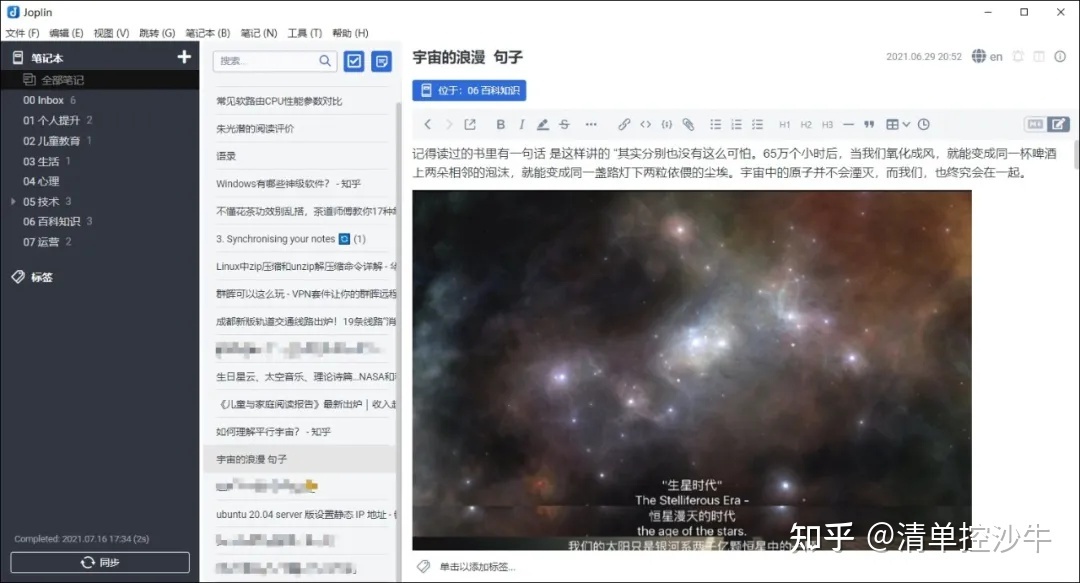 Joplin
文件 (F) 编辑 (E) 视图 (V) 跳转 (G) 笔记本 (B) 笔记 (N) 工具 (T) 帮助 (H)
笔记本
全部笔记
00 Inbox 6
01 个人提升 2
02 儿童教育 1
03 生活 1
04 心理
05 技术 3
06 百科知识 3
07 运营 2
标签
Completed: 2021.07.16 17:34 (2s)
同步
搜索...
常见软路由CPU性能参数对比
朱光潜的阅读评价
语录
Windows有哪些神级软件？ - 知乎
不懂花茶功效别乱搭，茶道师傅教你17种
3. Synchronising your notes (1)
Linux中zip压缩和unzip解压缩命令详解 -
群晖可以这么玩 - VPN套件让你的群晖远程
成都新版轨道交通线路出炉！19条线路"消
生日星云、太空音乐、理论诗篇...NASA和
《儿童与家庭阅读报告》最新出炉 | 收入
如何理解平行宇宙？ - 知乎
宇宙的浪漫 句子
ubuntu 20.04 server 版设置静态 IP 地址 -
宇宙的浪漫 句子
2021.06.29 20:52 en
位于：06 百科知识
B I S H1 H2 H3
记得读过的书里有一句话 是这样讲的 "其实分别也没有这么可怕。65万个小时后，当我们氧化成风，就能变成同一杯啤酒
上两朵相邻的泡沫，就能变成同一盏路灯下两粒依偎的尘埃。宇宙中的原子并不会湮灭，而我们，也终究会在一起。
"生星时代"
The Stelliferous Era -
恒星漫天的时代
the age of the stars.
我们的太阳只是银河系两千亿颗恒星中的
知乎 @清单控沙牛
单击以添加标签...